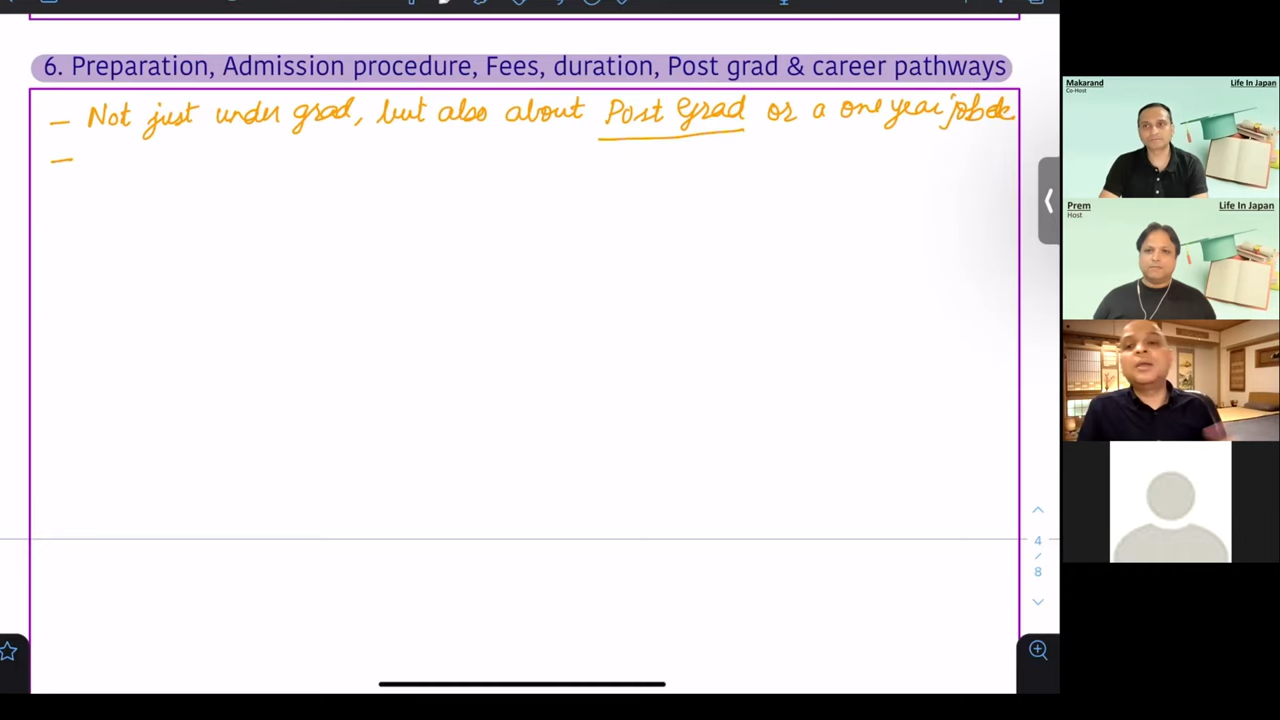 6. Preparation, Admission procedure, Fees, duration, Post grad & career pathways
– Not just under grad, but also about Post Grad or a one year job
–
4
/
8
Makarand
Life In Japan
Co-Host
Prem
Life In Japan
Host